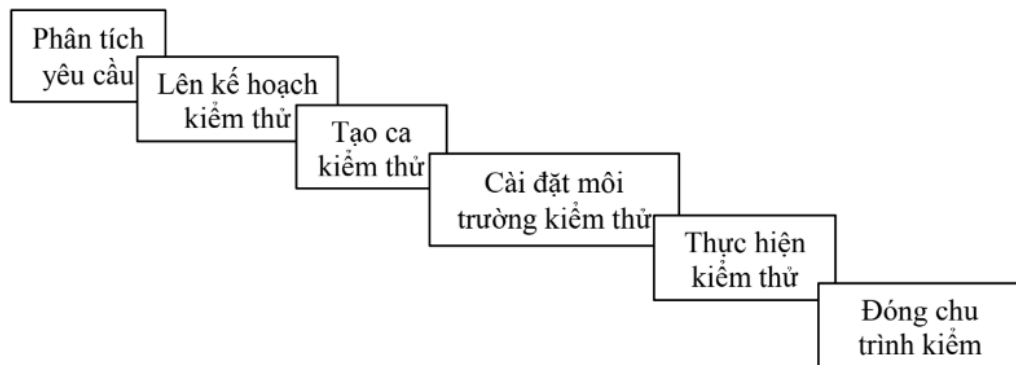 Phân tích
yêu cầu
Lên kế hoạch
kiểm thử
Tạo ca
kiểm thử
Cài đặt môi
trường kiểm thử
Thực hiện
kiểm thử
Đóng chu
trình kiểm